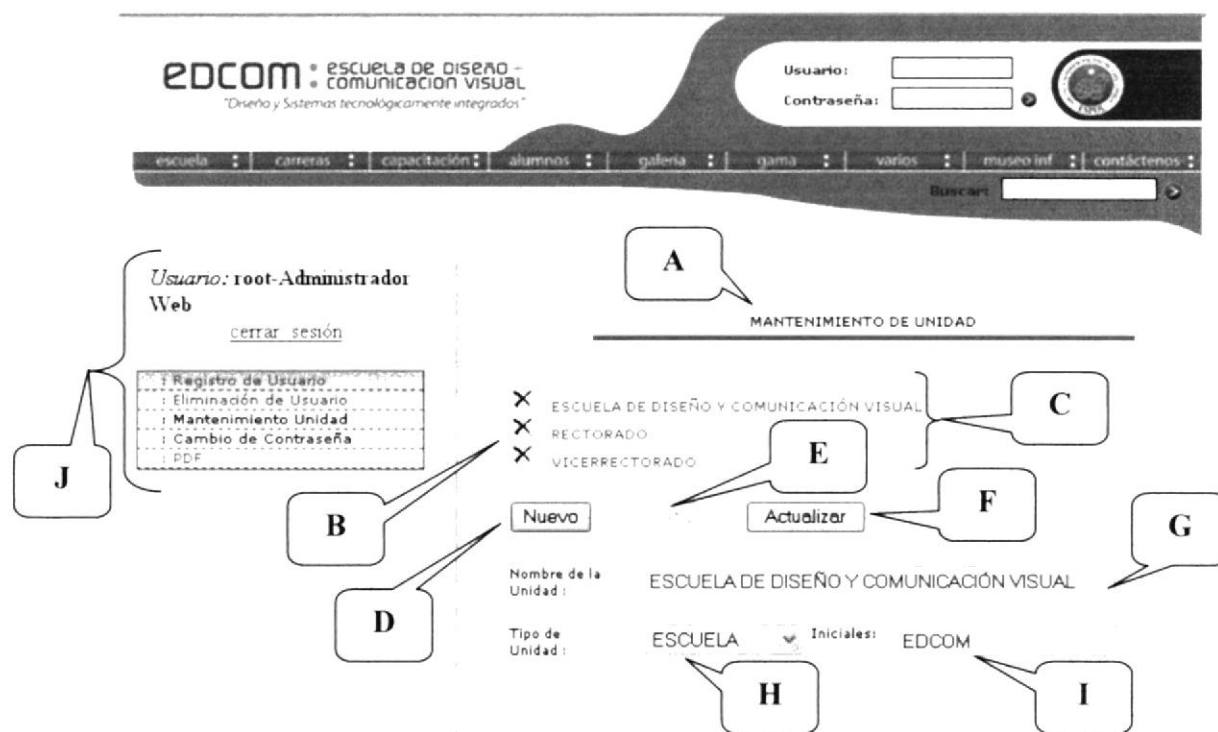 eDCOM : escuela de diseño -
comunicacion visual
"Diseño y Sistemas tecnológicamente integrados"
Usuario:
Contraseña:
ESPOL
escuela : carreras : capacitación : alumnos : galería : gama : varios : museo inf : contáctenos :
Buscar:
A
Usuario: root-Administrador
Web
cerrar sesión
MANTENIMIENTO DE UNIDAD
: Registro de Usuario
: Eliminación de Usuario
: Mantenimiento Unidad
: Cambio de Contraseña
: PDF
J
ESCUELA DE DISEÑO Y COMUNICACIÓN VISUAL
RECTORADO
VICERRECTORADO
C
E
B
Nuevo
Actualizar
F
G
D
Nombre de la
Unidad :
ESCUELA DE DISEÑO Y COMUNICACIÓN VISUAL
Tipo de
Unidad :
ESCUELA
Iniciales:
EDCOM
H
I